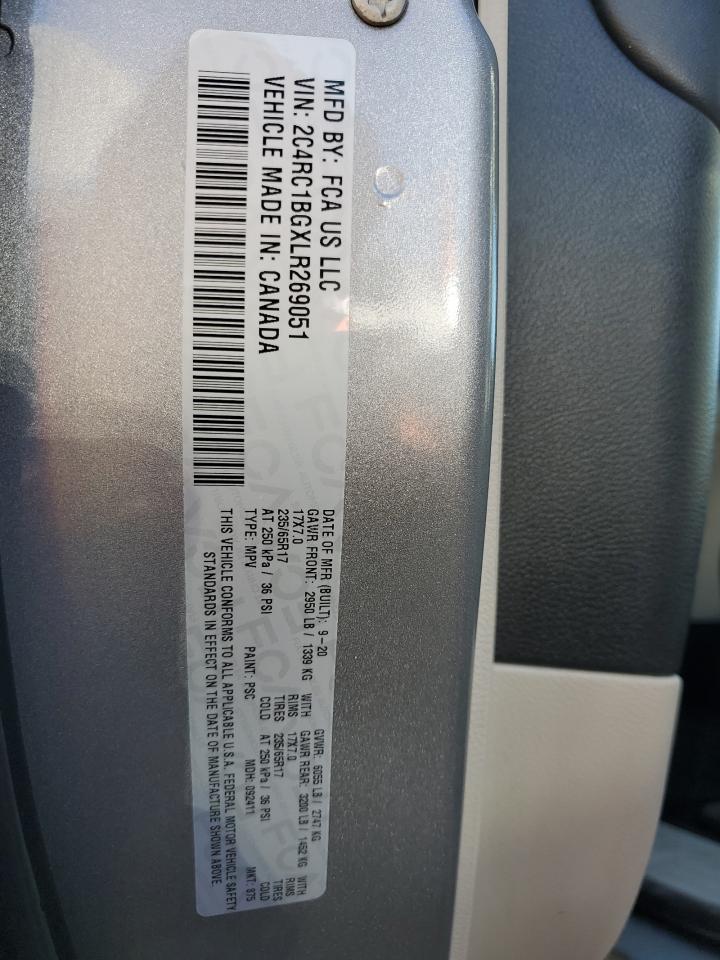 MFD BY: FCA US LLC
VIN: 2C4RC1BGXLR269051
VEHICLE MADE IN: CANADA
DATE OF MFR (BUILT): 9-20 GVWR: 6055 LB / 2747 KG
GAWR FRONT: 2950 LB / 1339 KG WITH GAWR REAR: 3200 LB / 1452 KG WITH
17X7.0 RIMS 17X7.0 RIMS
235/65R17 TIRES 235/65R17 TIRES
AT 250 kPa / 36 PSI COLD AT 250 kPa / 36 PSI COLD
TYPE: MPV PAINT: PSC MDH: 092411 MKT: 875
THIS VEHICLE CONFORMS TO ALL APPLICABLE U.S.A. FEDERAL MOTOR VEHICLE SAFETY
STANDARDS IN EFFECT ON THE DATE OF MANUFACTURE SHOWN ABOVE.